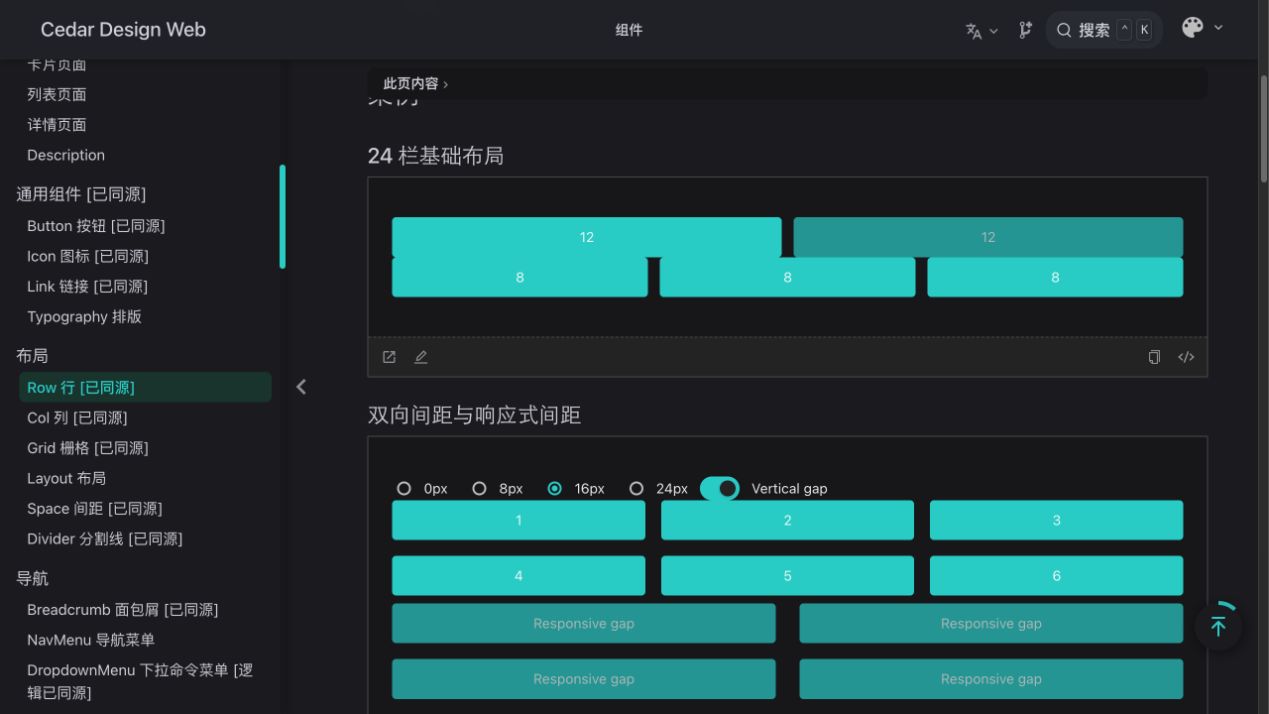 Cedar Design Web
组件
搜索 ^ K
卡片页面
列表页面
详情页面
Description
通用组件 [已同源]
Button 按钮 [已同源]
Icon 图标 [已同源]
Link 链接 [已同源]
Typography 排版
布局
Row 行 [已同源]
Col 列 [已同源]
Grid 栅格 [已同源]
Layout 布局
Space 间距 [已同源]
Divider 分割线 [已同源]
导航
Breadcrumb 面包屑 [已同源]
NavMenu 导航菜单
DropdownMenu 下拉命令菜单 [逻
辑已同源]
此页内容 ›
案例
24 栏基础布局
12 12
8 8 8
双向间距与响应式间距
0px 8px 16px 24px Vertical gap
1 2 3
4 5 6
Responsive gap Responsive gap
Responsive gap Responsive gap